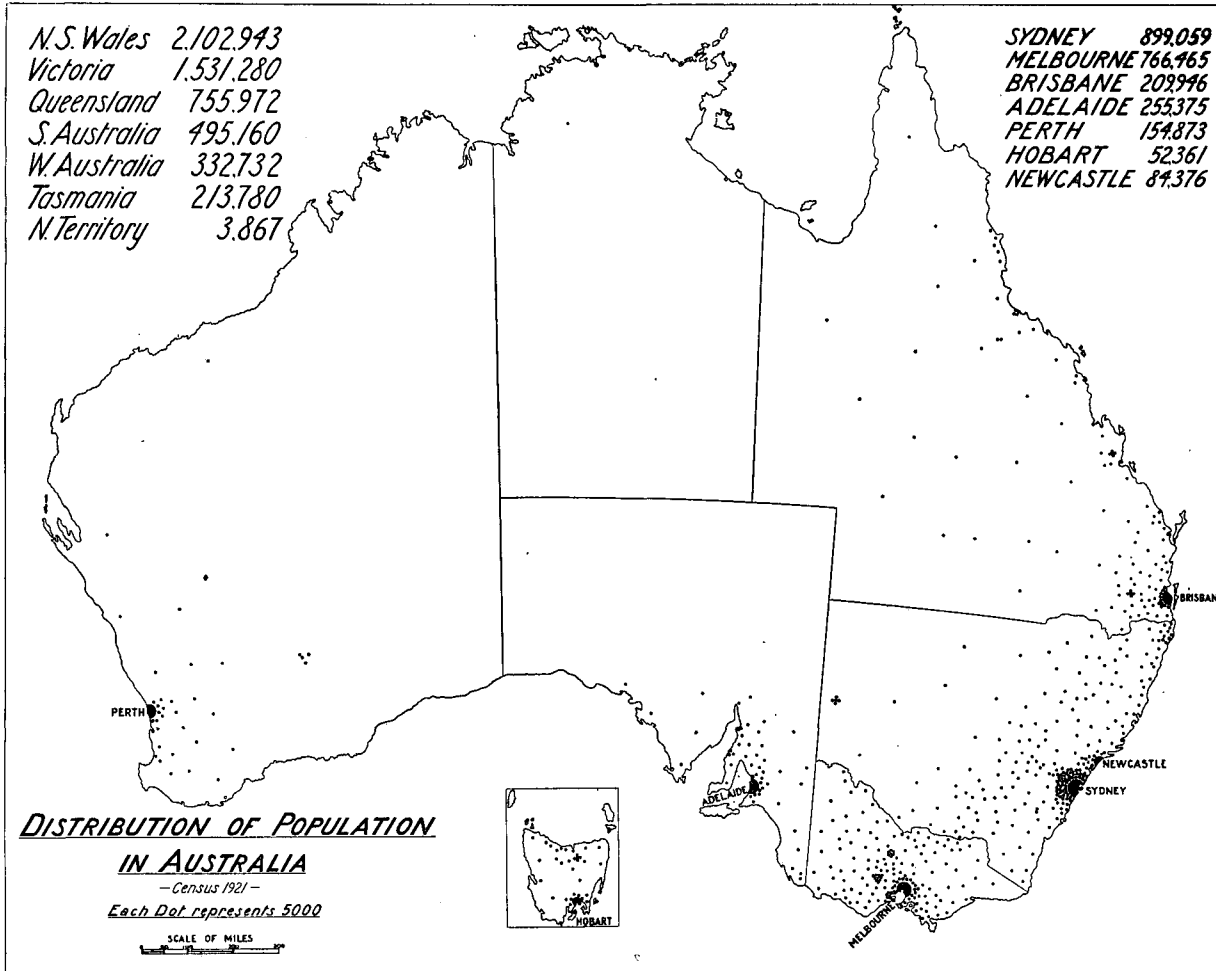 N.S. Wales 2.102.943
Victoria 1.531.280
Queensland 755.972
S. Australia 495.160
W. Australia 332.732
Tasmania 213.780
N. Territory 3.867
SYDNEY 899,059
MELBOURNE 766,465
BRISBANE 209,946
ADELAIDE 255,375
PERTH 154,873
HOBART 52,361
NEWCASTLE 84,376
BRISBAN
PERTH
NEWCASTLE
ADELAIDE
SYDNEY
MELBOURNE
HOBART
DISTRIBUTION OF POPULATION
IN AUSTRALIA
—Census 1921—
Each Dot represents 5000
SCALE OF MILES